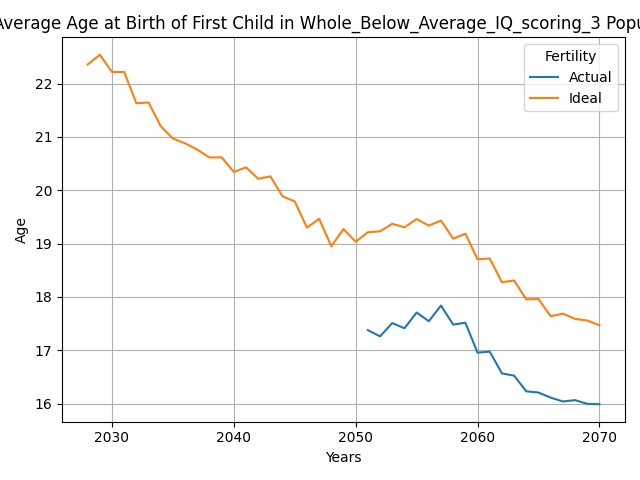 Average Age at Birth of First Child in Whole_Below_Average_IQ_scoring_3
Fertility
Actual
Ideal
22
21
20
19
18
17
16
Age
2030
2040
2050
2060
2070
Years